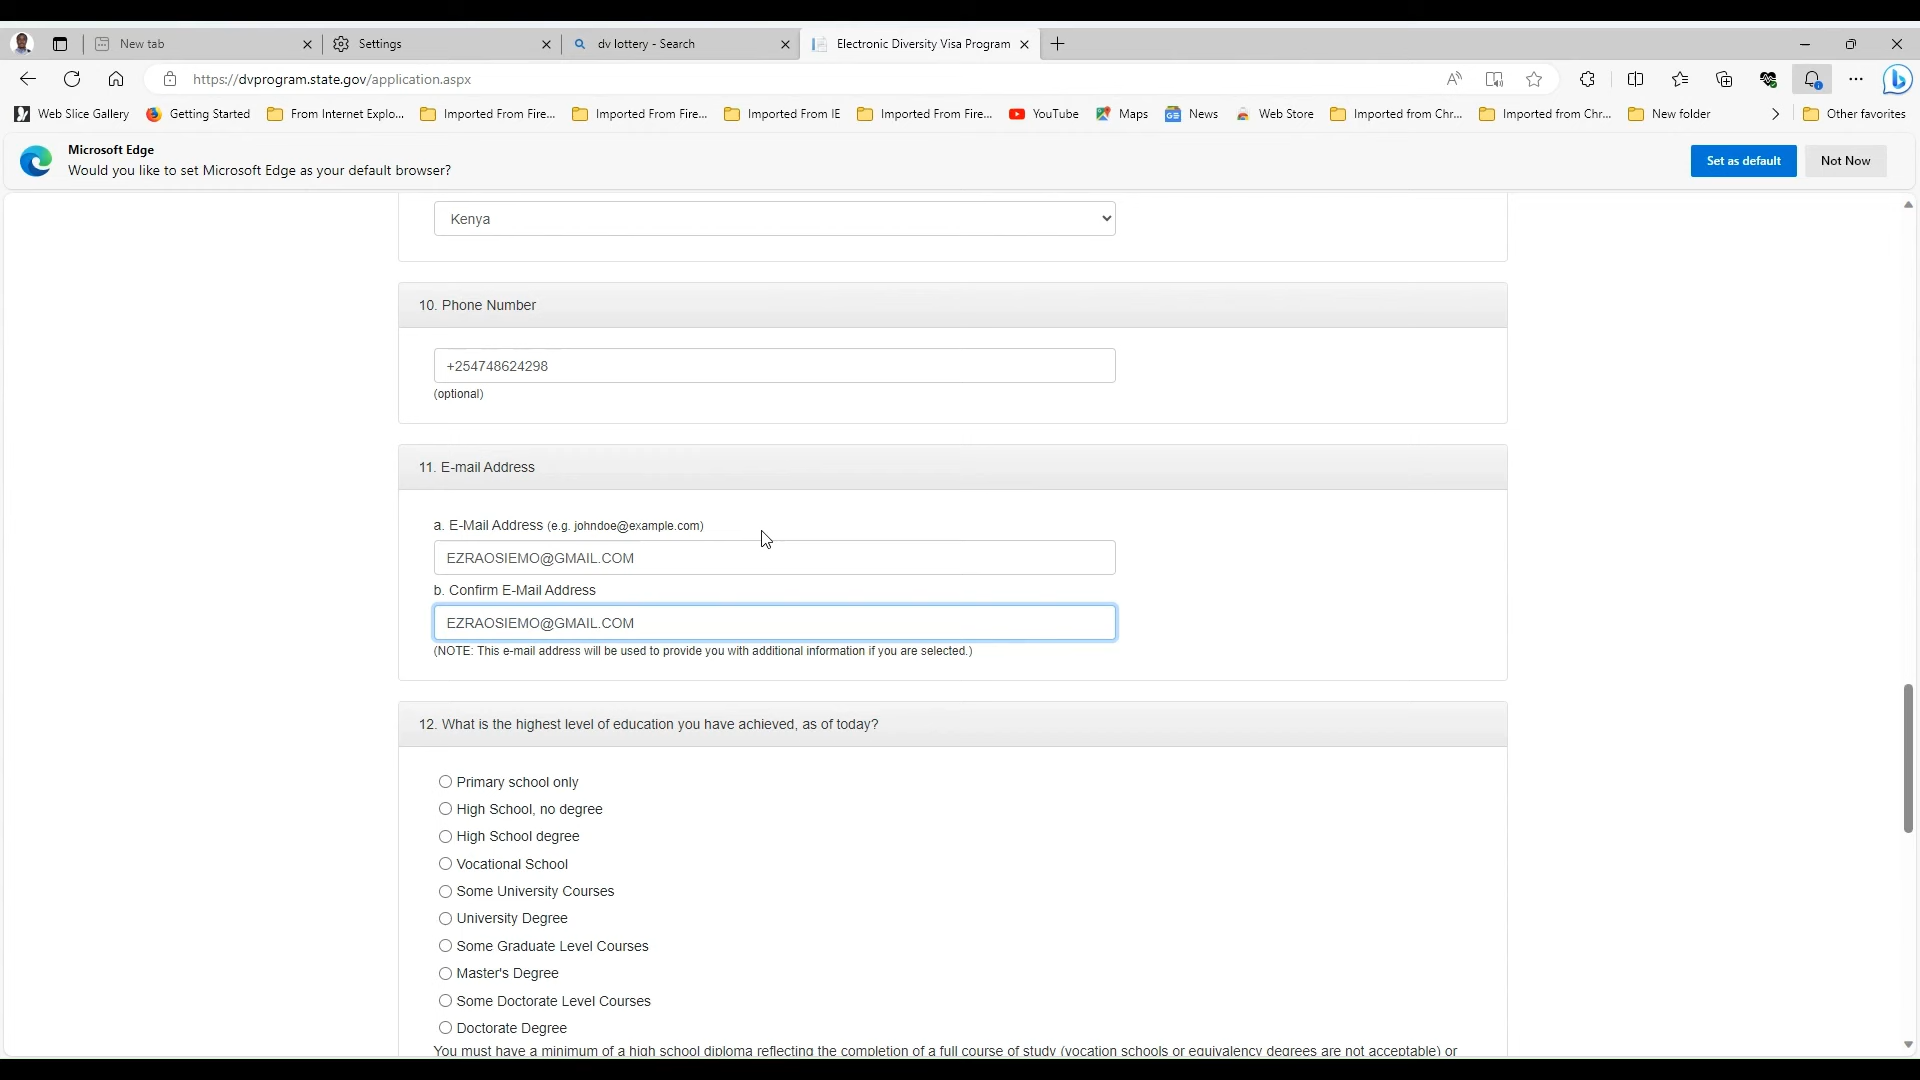 New tab
Settings
dv lottery - Search
Electronic Diversity Visa Program
https://dvprogram.state.gov/application.aspx
Web Slice Gallery
Getting Started
From Internet Explo...
Imported From Fire...
Imported From Fire...
Imported From IE
Imported From Fire...
YouTube
Maps
News
Web Store
Imported from Chr...
Imported from Chr...
New folder
Other favorites
Microsoft Edge
Would you like to set Microsoft Edge as your default browser?
Set as default
Not Now
Kenya
10. Phone Number
+254748624298
(optional)
11. E-mail Address
a. E-Mail Address (e.g. johndoe@example.com)
EZRAOSIEMO@GMAIL.COM
b. Confirm E-Mail Address
EZRAOSIEMO@GMAIL.COM
(NOTE: This e-mail address will be used to provide you with additional information if you are selected.)
12. What is the highest level of education you have achieved, as of today?
Primary school only
High School, no degree
High School degree
Vocational School
Some University Courses
University Degree
Some Graduate Level Courses
Master's Degree
Some Doctorate Level Courses
Doctorate Degree
You must have a minimum of a high school diploma reflecting the completion of a full course of study (vocation schools or equivalency degrees are not acceptable) or